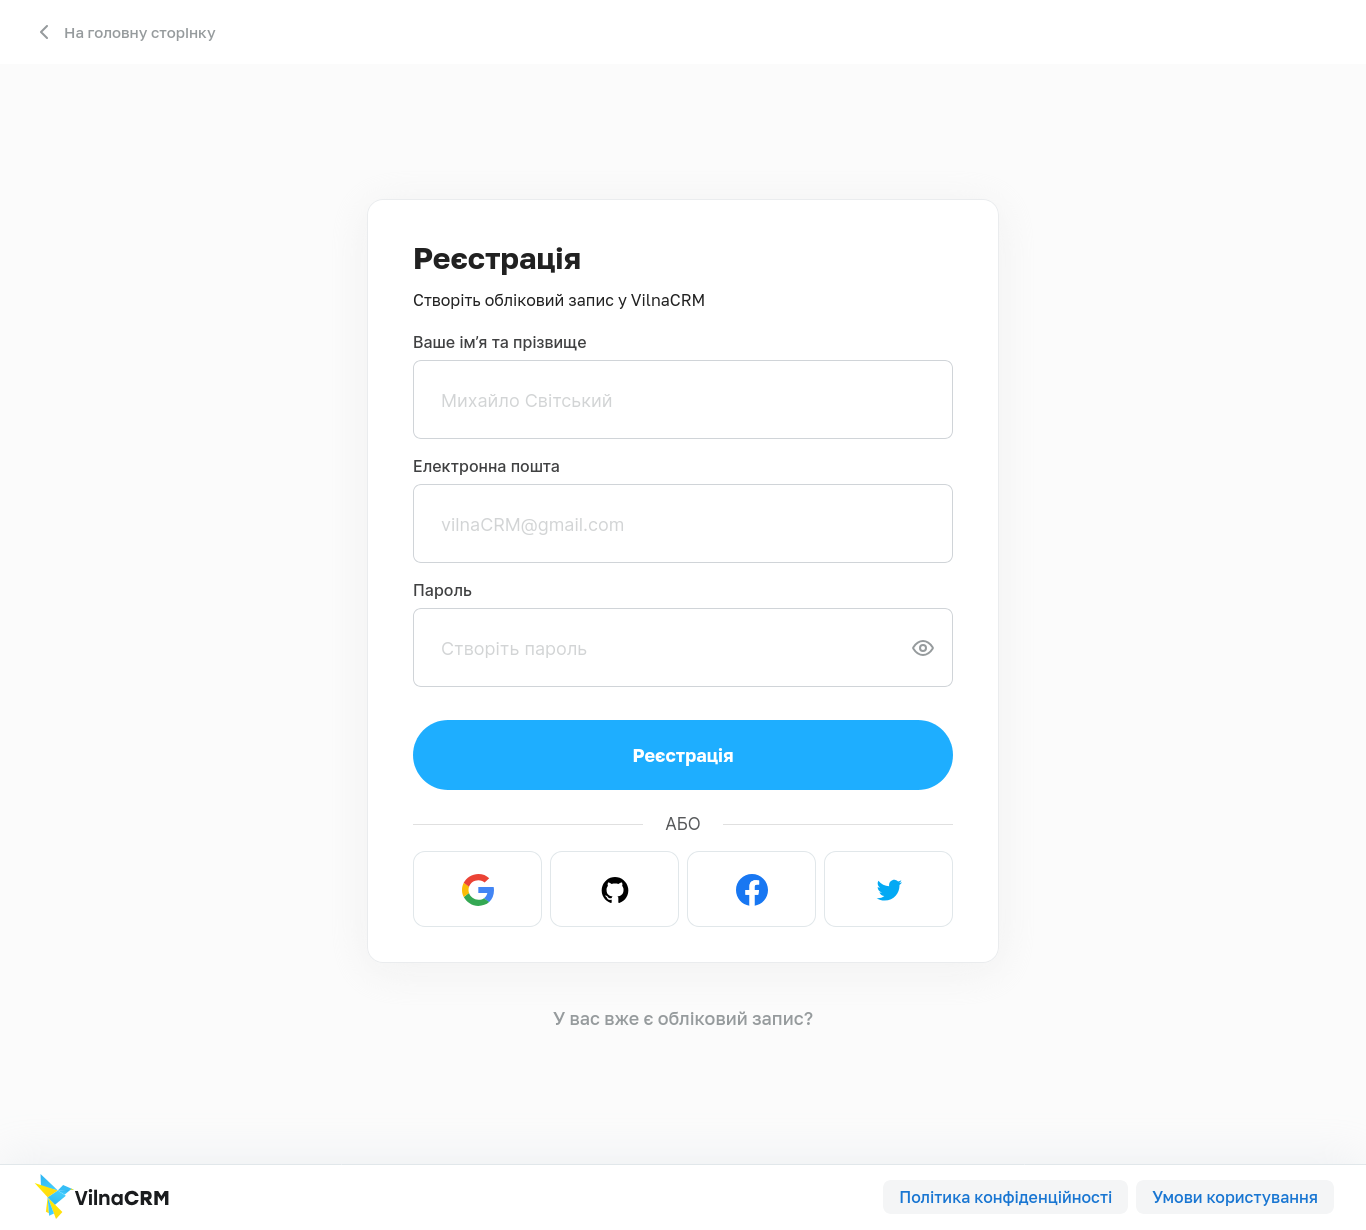 На головну сторінку
Реєстрація
Створіть обліковий запис у VilnaCRM
Ваше ім’я та прізвище
Михайло Світський
Електронна пошта
vilnaCRM@gmail.com
Пароль
Створіть пароль
Реєстрація
АБО
У вас вже є обліковий запис?
VilnaCRM
Політика конфіденційності
Умови користування